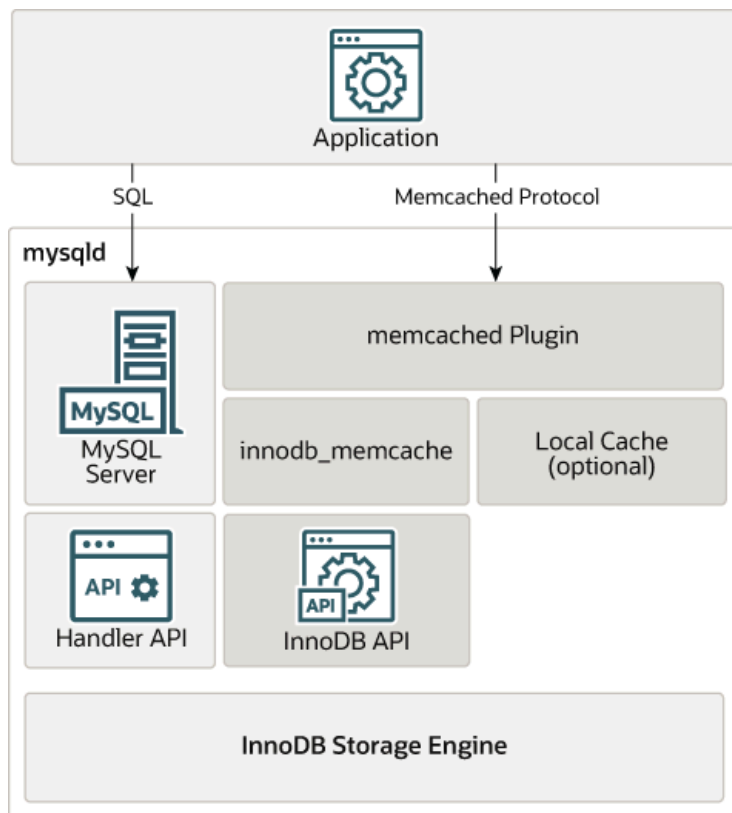 Application
SQL
Memcached Protocol
mysqld
MySQL
MySQL
Server
memcached Plugin
innodb_memcache
Local Cache
(optional)
API
Handler API
API
InnoDB API
InnoDB Storage Engine